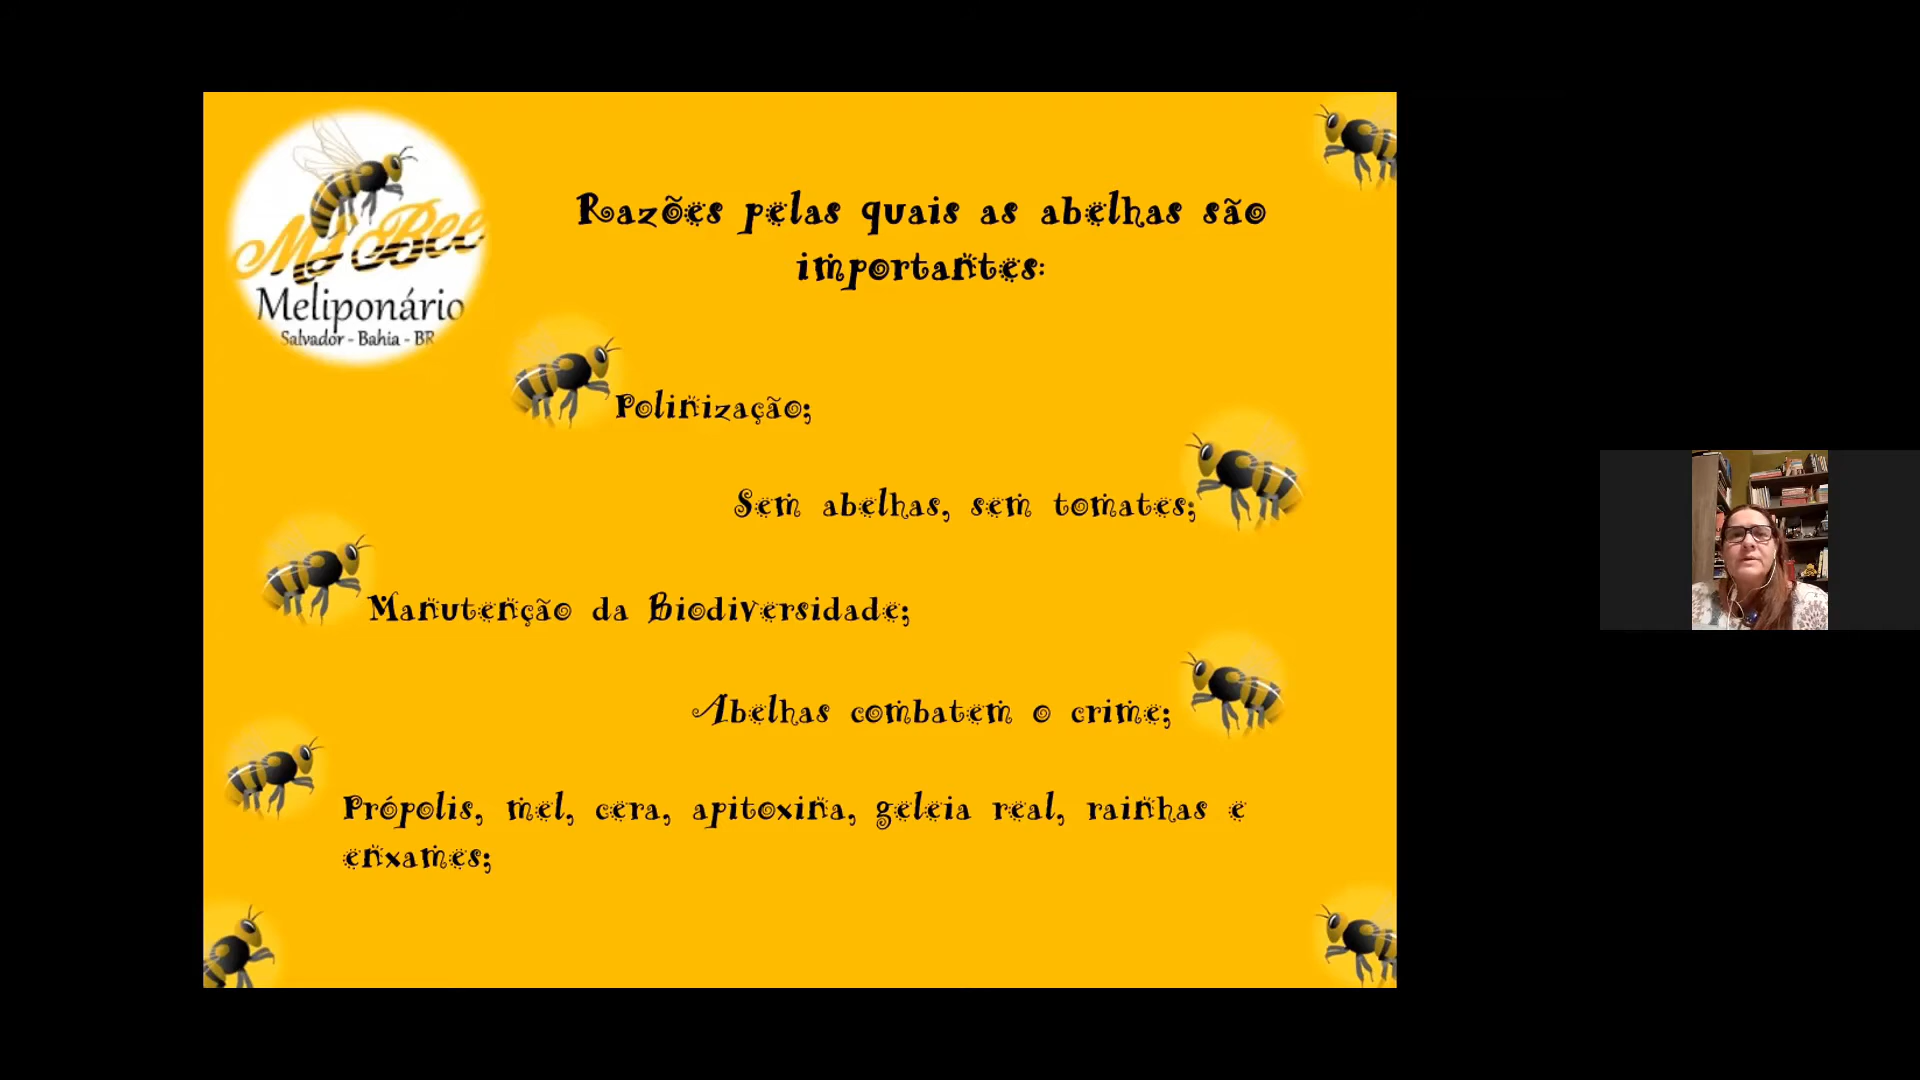 My Bee
Meliponário
Salvador - Bahia - BR
Razões pelas quais as abelhas são
importantes:
Polinização;
Sem abelhas, sem tomates;
Manutenção da Biodiversidade;
Abelhas combatem o crime;
Própolis, mel, cera, apitoxina, geleia real, rainhas e
enxames;